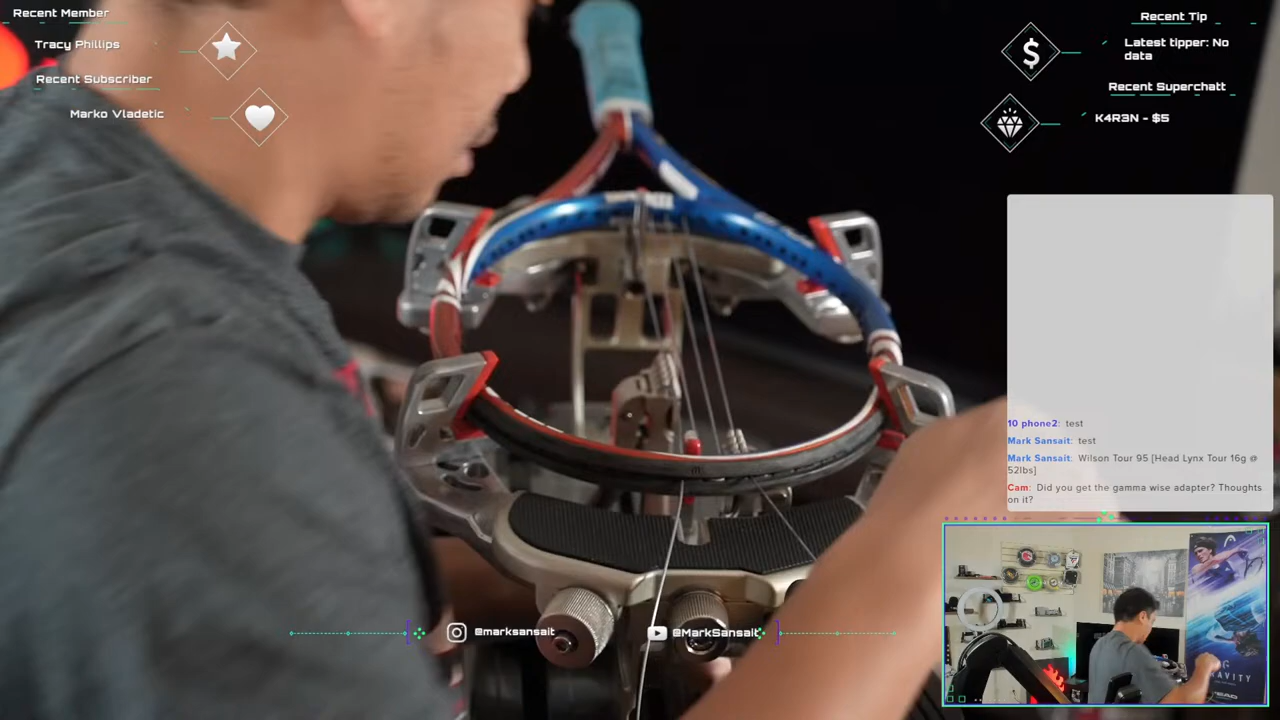 Recent Member
Tracy Phillips
Recent Subscriber
Marko Vladetic
Recent Tip
Latest tipper: No
data
Recent Superchatt
K4R3N - $5
10 phone2: test
Mark Sansait: test
Mark Sansait: Wilson Tour 95 [Head Lynx Tour 16g @
52lbs]
Cam: Did you get the gamma wise adapter? Thoughts
on it?
@marksansait
@MarkSansait
GRAVITY
HEAD